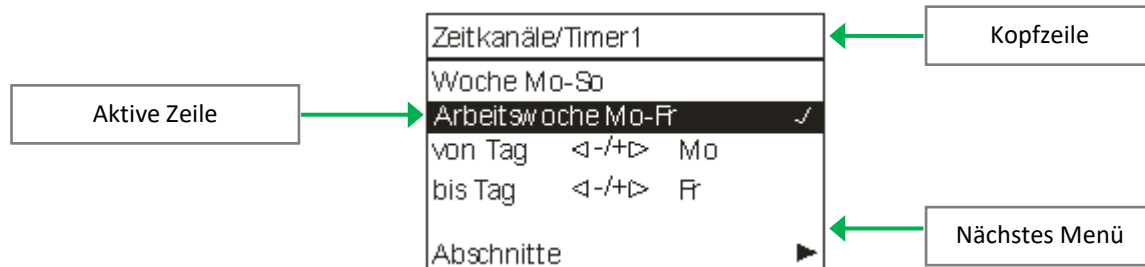 Zeitkanäle/Timer1
Kopfzeile
Woche Mo-So
Aktive Zeile
Arbeitswoche Mo-Fr ✓
von Tag ◁-/+▷ Mo
bis Tag ◁-/+▷ Fr
Nächstes Menü
Abschnitte ▶